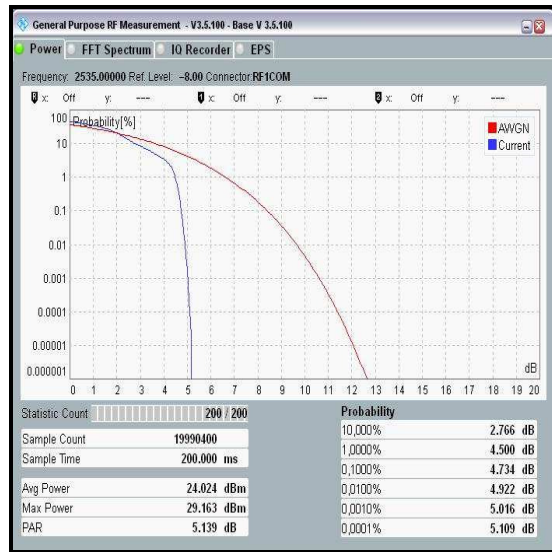 General Purpose RF Measurement - V3.5.100 - Base V 3.5.100
Power FFT Spectrum IQ Recorder EPS
Frequency: 2535.00000 Ref. Level: -8.00 Connector:RF1COM
x: Off y: --- x: Off y: --- x: Off y: ---
Probability[%]
AWGN
Current
100
10
1
0.1
0.01
0.001
0.0001
0.00001
0.000001
dB
0 1 2 3 4 5 6 7 8 9 10 11 12 13 14 15 16 17 18 19 20
Statistic Count 200 / 200
Sample Count 19990400
Sample Time 200.000 ms
Avg Power 24.024 dBm
Max Power 29.163 dBm
PAR 5.139 dB
Probability
10,000% 2.766 dB
1,0000% 4.500 dB
0,1000% 4.734 dB
0,0100% 4.922 dB
0,0010% 5.016 dB
0,0001% 5.109 dB